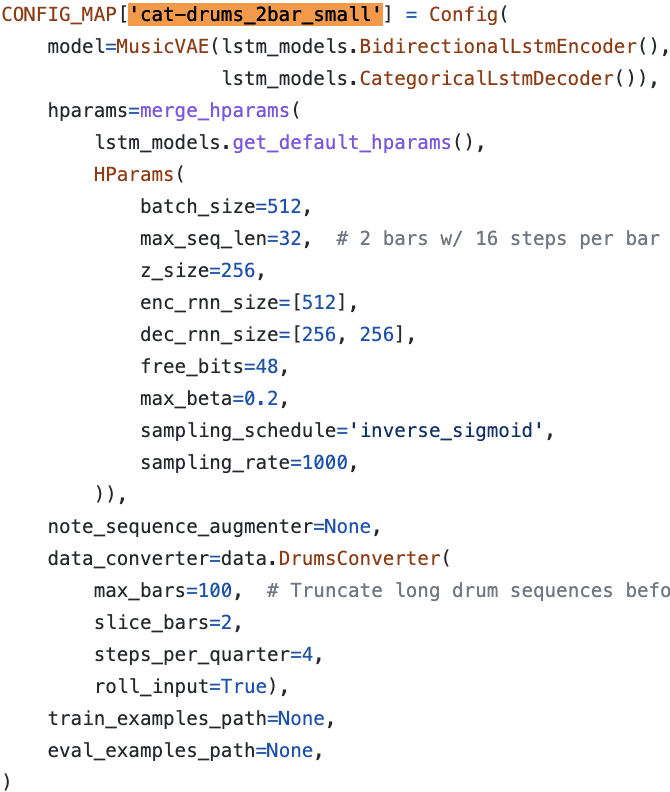 CONFIG_MAP['cat-drums_2bar_small'] = Config(
    model=MusicVAE(lstm_models.BidirectionalLstmEncoder(),
                   lstm_models.CategoricalLstmDecoder()),
    hparams=merge_hparams(
        lstm_models.get_default_hparams(),
        HParams(
            batch_size=512,
            max_seq_len=32,  # 2 bars w/ 16 steps per bar
            z_size=256,
            enc_rnn_size=[512],
            dec_rnn_size=[256, 256],
            free_bits=48,
            max_beta=0.2,
            sampling_schedule='inverse_sigmoid',
            sampling_rate=1000,
        )),
    note_sequence_augmenter=None,
    data_converter=data.DrumsConverter(
        max_bars=100,  # Truncate long drum sequences befo
        slice_bars=2,
        steps_per_quarter=4,
        roll_input=True),
    train_examples_path=None,
    eval_examples_path=None,
)